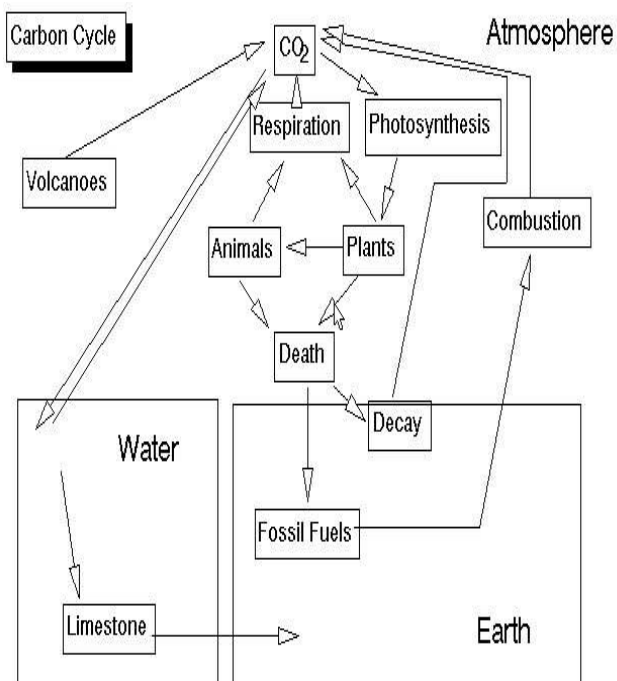 Carbon Cycle
Atmosphere
CO2
Respiration
Photosynthesis
Volcanoes
Combustion
Animals
Plants
Death
Decay
Water
Fossil Fuels
Limestone
Earth